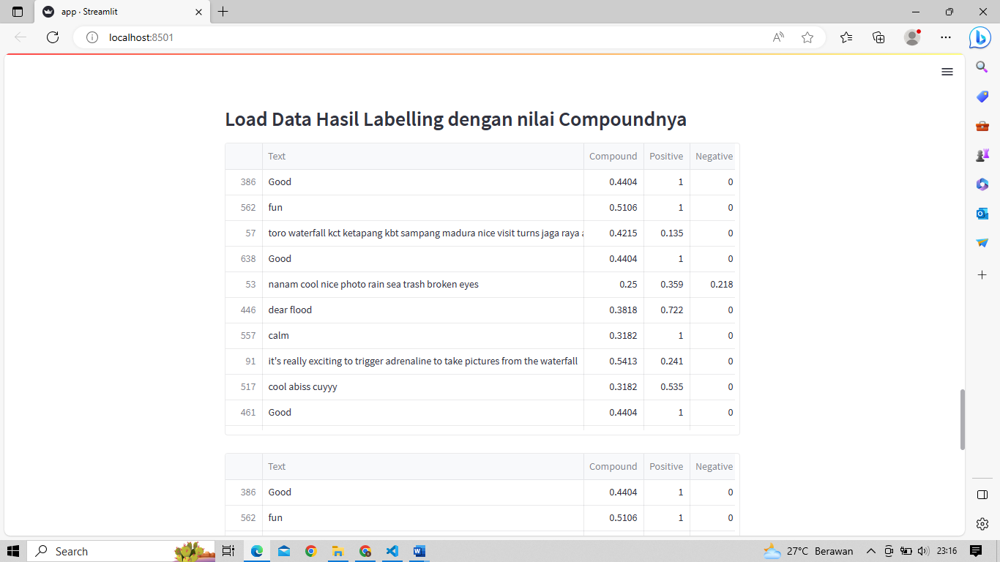 app · Streamlit
localhost:8501
Load Data Hasil Labelling dengan nilai Compoundnya
Text Compound Positive Negative
386 Good 0.4404 1 0
562 fun 0.5106 1 0
57 toro waterfall kct ketapang kbt sampang madura nice visit turns jaga raya 0.4215 0.135 0
638 Good 0.4404 1 0
53 nanam cool nice photo rain sea trash broken eyes 0.25 0.359 0.218
446 dear flood 0.3818 0.722 0
557 calm 0.3182 1 0
91 it's really exciting to trigger adrenaline to take pictures from the waterfall 0.5413 0.241 0
517 cool abiss cuyyy 0.3182 0.535 0
461 Good 0.4404 1 0
Text Compound Positive Negative
386 Good 0.4404 1 0
562 fun 0.5106 1 0
Search 27°C Berawan 23:16